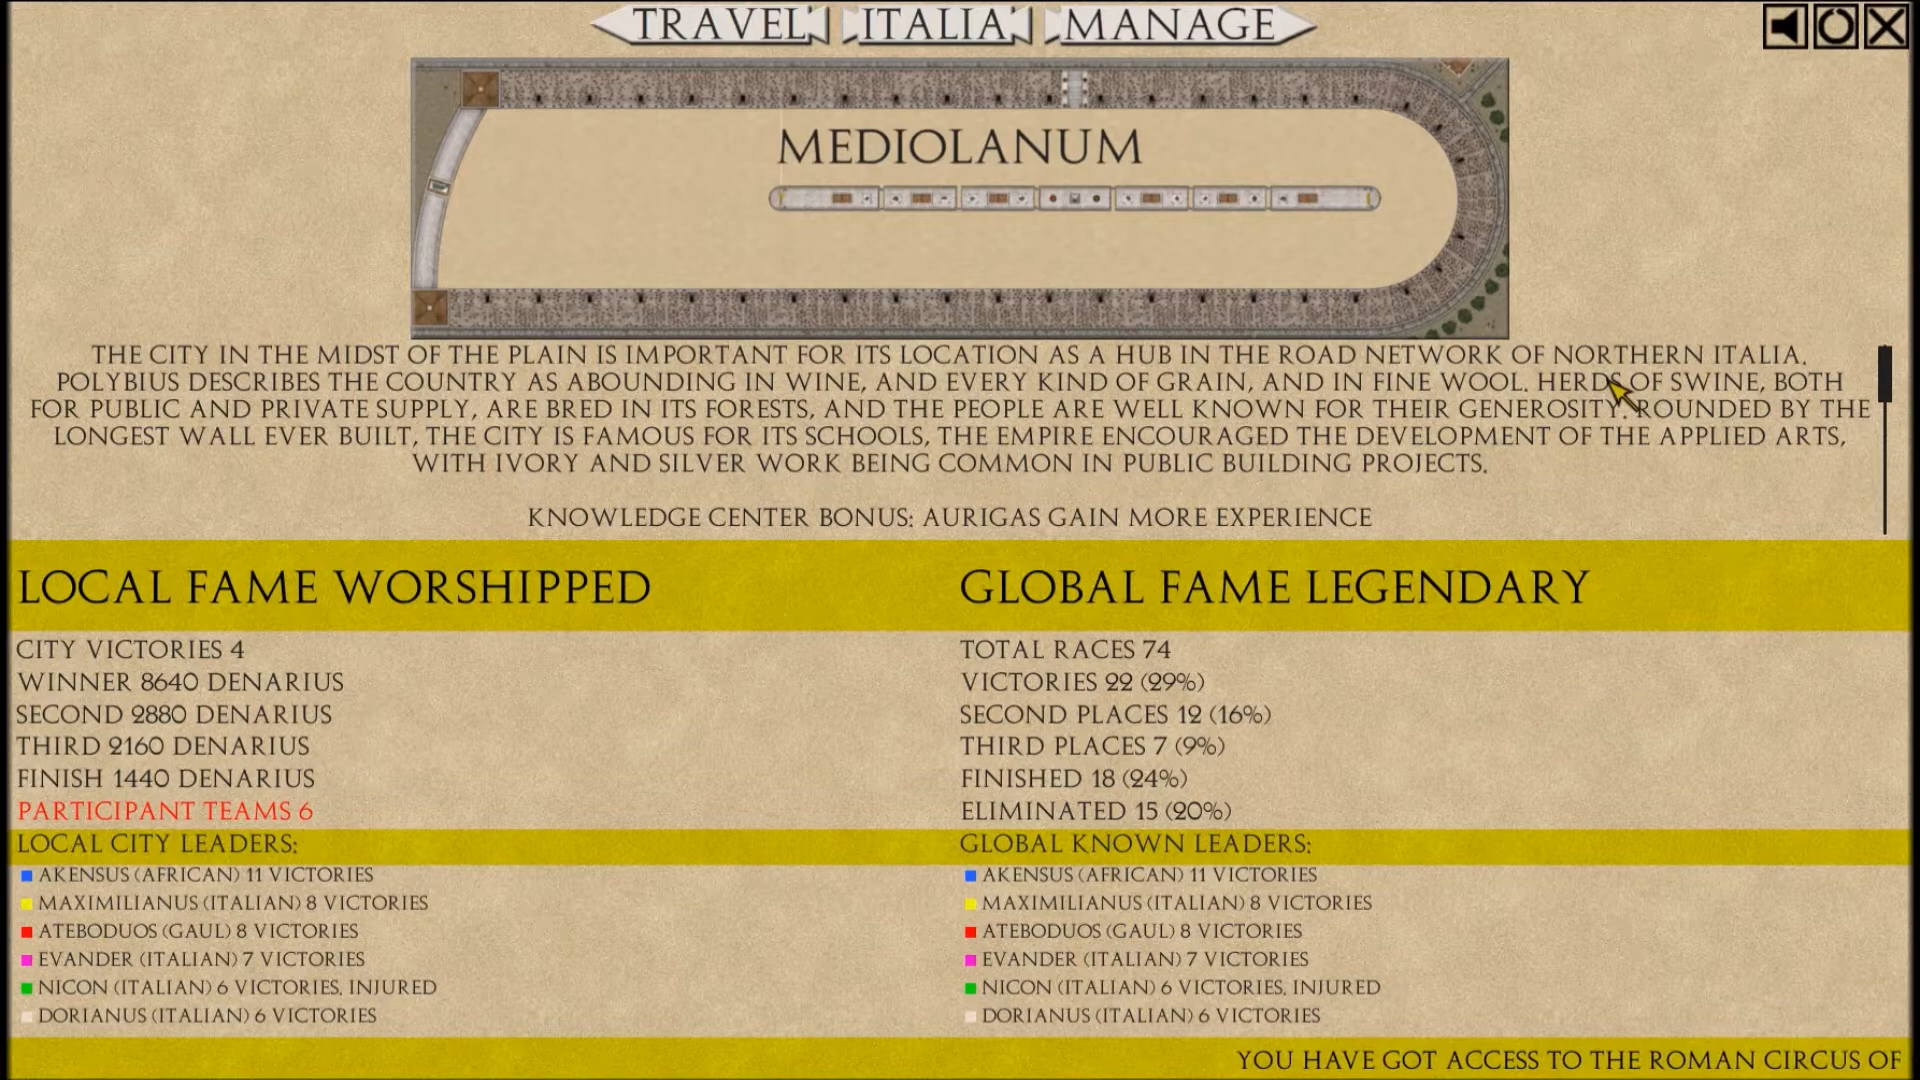 TRAVEL ITALIA MANAGE
MEDIOLANUM
THE CITY IN THE MIDST OF THE PLAIN IS IMPORTANT FOR ITS LOCATION AS A HUB IN THE ROAD NETWORK OF NORTHERN ITALIA.
POLYBIUS DESCRIBES THE COUNTRY AS ABOUNDING IN WINE, AND EVERY KIND OF GRAIN, AND IN FINE WOOL. HERDS OF SWINE, BOTH
FOR PUBLIC AND PRIVATE SUPPLY, ARE BRED IN ITS FORESTS, AND THE PEOPLE ARE WELL KNOWN FOR THEIR GENEROSITY. ROUNDED BY THE
LONGEST WALL EVER BUILT, THE CITY IS FAMOUS FOR ITS SCHOOLS, THE EMPIRE ENCOURAGED THE DEVELOPMENT OF THE APPLIED ARTS,
WITH IVORY AND SILVER WORK BEING COMMON IN PUBLIC BUILDING PROJECTS.
KNOWLEDGE CENTER BONUS: AURIGAS GAIN MORE EXPERIENCE
LOCAL FAME WORSHIPPED
CITY VICTORIES 4
WINNER 8640 DENARIUS
SECOND 2880 DENARIUS
THIRD 2160 DENARIUS
FINISH 1440 DENARIUS
PARTICIPANT TEAMS 6
LOCAL CITY LEADERS:
AKENSUS (AFRICAN) 11 VICTORIES
MAXIMILIANUS (ITALIAN) 8 VICTORIES
ATEBODUOS (GAUL) 8 VICTORIES
EVANDER (ITALIAN) 7 VICTORIES
NICON (ITALIAN) 6 VICTORIES, INJURED
DORIANUS (ITALIAN) 6 VICTORIES
GLOBAL FAME LEGENDARY
TOTAL RACES 74
VICTORIES 22 (29%)
SECOND PLACES 12 (16%)
THIRD PLACES 7 (9%)
FINISHED 18 (24%)
ELIMINATED 15 (20%)
GLOBAL KNOWN LEADERS:
AKENSUS (AFRICAN) 11 VICTORIES
MAXIMILIANUS (ITALIAN) 8 VICTORIES
ATEBODUOS (GAUL) 8 VICTORIES
EVANDER (ITALIAN) 7 VICTORIES
NICON (ITALIAN) 6 VICTORIES, INJURED
DORIANUS (ITALIAN) 6 VICTORIES
YOU HAVE GOT ACCESS TO THE ROMAN CIRCUS OF